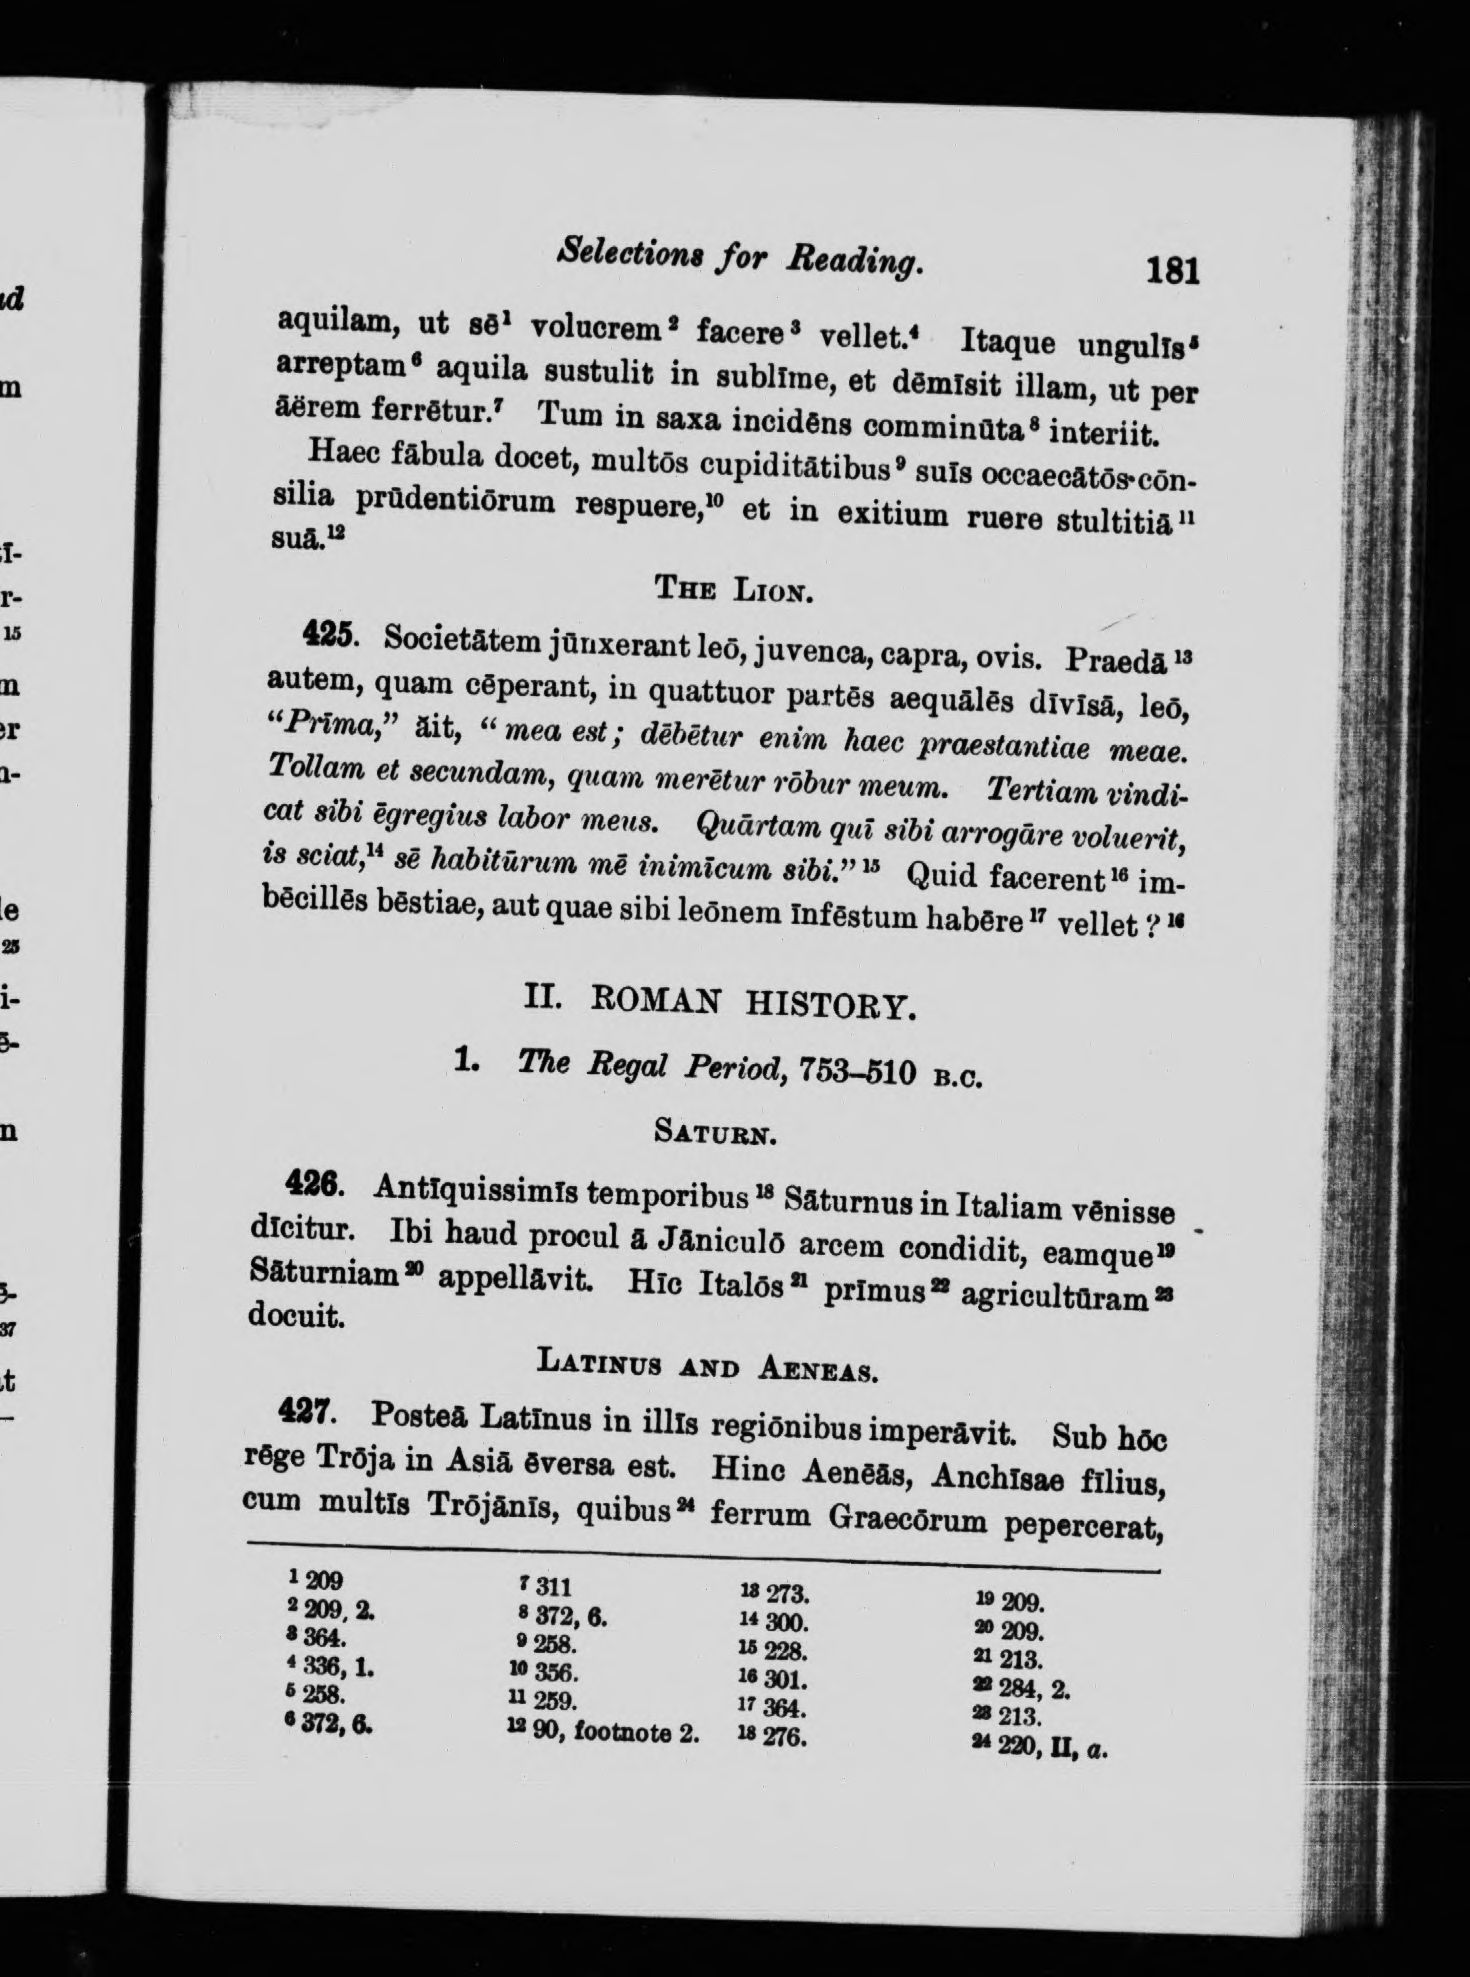 Selections for Reading. 181
aquilam, ut sē¹ volucrem² facere³ vellet.⁴ Itaque ungulīs⁵
arreptam⁶ aquila sustulit in sublīme, et dēmīsit illam, ut per
āërem ferrētur.⁷ Tum in saxa incidēns comminūta⁸ interiit.
Haec fābula docet, multōs cupiditātibus⁹ suīs occaecātōs cōn-
silia prūdentiōrum respuere,¹⁰ et in exitium ruere stultitiā¹¹
suā.¹²
THE LION.
425. Societātem jūnxerant leō, juvenca, capra, ovis. Praedā¹³
autem, quam cēperant, in quattuor partēs aequālēs dīvīsā, leō,
“Prīma,” ăit, “mea est; dēbētur enim haec praestantiae meae.
Tollam et secundam, quam merētur rōbur meum. Tertiam vindi-
cat sibi ēgregius labor meus. Quārtam quī sibi arrogāre voluerit,
is sciat,¹⁴ sē habitūrum mē inimīcum sibi.”¹⁵ Quid facerent¹⁶ im-
bēcillēs bēstiae, aut quae sibi leōnem īnfēstum habēre¹⁷ vellet?¹⁶
II. ROMAN HISTORY.
1. The Regal Period, 753–510 B.C.
SATURN.
426. Antīquissimīs temporibus¹⁸ Sāturnus in Italiam vēnisse
dīcitur. Ibi haud procul ā Jāniculō arcem condidit, eamque¹⁹
Sāturniam²⁰ appellāvit. Hīc Italōs²¹ prīmus²² agricultūram²³
docuit.
LATINUS AND AENEAS.
427. Posteā Latīnus in illīs regiōnibus imperāvit. Sub hōc
rēge Trōja in Asiā ēversa est. Hinc Aenēās, Anchīsae fīlius,
cum multīs Trōjānīs, quibus²⁴ ferrum Graecōrum pepercerat,
¹ 209
² 209, 2.
³ 364.
⁴ 336, 1.
⁵ 258.
⁶ 372, 6.
⁷ 311
⁸ 372, 6.
⁹ 258.
¹⁰ 356.
¹¹ 259.
¹² 90, footnote 2.
¹³ 273.
¹⁴ 300.
¹⁵ 228.
¹⁶ 301.
¹⁷ 364.
¹⁸ 276.
¹⁹ 209.
²⁰ 209.
²¹ 213.
²² 284, 2.
²³ 213.
²⁴ 220, II, a.